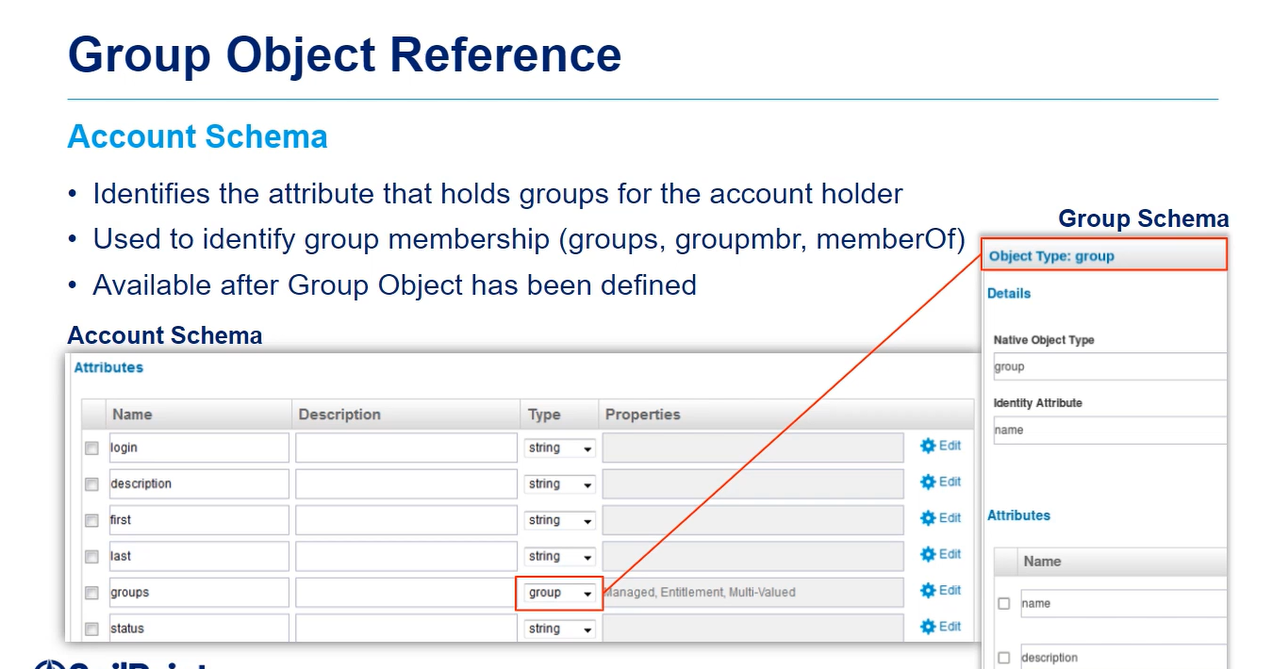 Group Object Reference
Account Schema
• Identifies the attribute that holds groups for the account holder
• Used to identify group membership (groups, groupmbr, memberOf)
• Available after Group Object has been defined
Account Schema
Attributes
Name Description Type Properties
login string Edit
description string Edit
first string Edit
last string Edit
groups group Managed, Entitlement, Multi-Valued Edit
status string Edit
Group Schema
Object Type: group
Details
Native Object Type
group
Identity Attribute
name
Attributes
Name
name
description